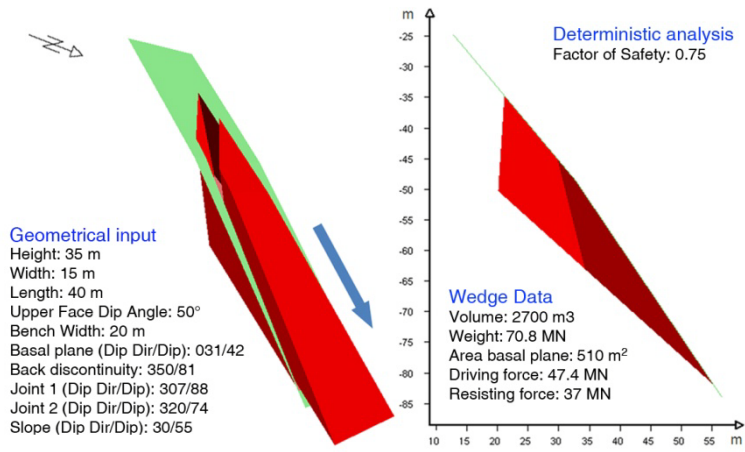 Geometrical input
Height: 35 m
Width: 15 m
Length: 40 m
Upper Face Dip Angle: 50°
Bench Width: 20 m
Basal plane (Dip Dir/Dip): 031/42
Back discontinuity: 350/81
Joint 1 (Dip Dir/Dip): 307/88
Joint 2 (Dip Dir/Dip): 320/74
Slope (Dip Dir/Dip): 30/55
m
-25
-30
-35
-40
-45
-50
-55
-60
-65
-70
-75
-80
-85
10 15 20 25 30 35 40 45 50 55 m
Deterministic analysis
Factor of Safety: 0.75
Wedge Data
Volume: 2700 m3
Weight: 70.8 MN
Area basal plane: 510 m²
Driving force: 47.4 MN
Resisting force: 37 MN